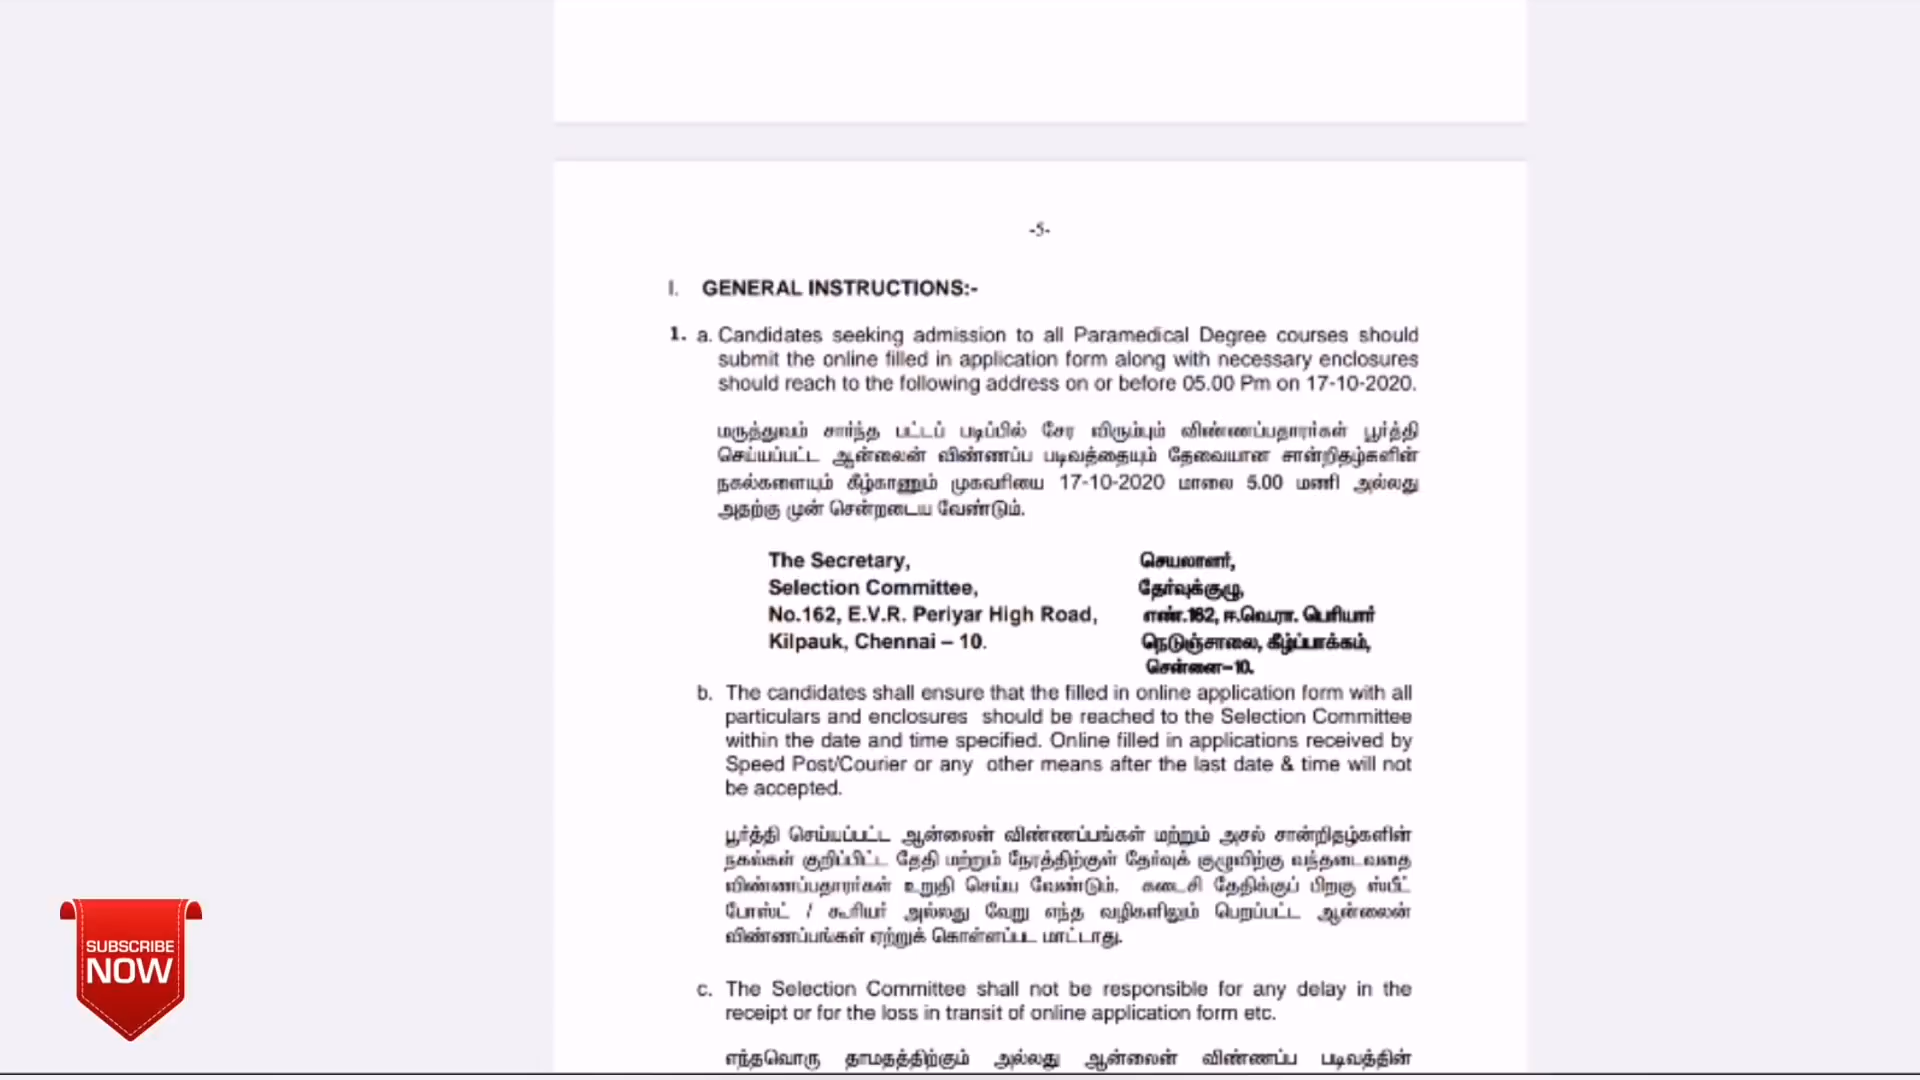 -5-
I. GENERAL INSTRUCTIONS:-
1. a. Candidates seeking admission to all Paramedical Degree courses should
submit the online filled in application form along with necessary enclosures
should reach to the following address on or before 05.00 Pm on 17-10-2020.
மருத்துவம் சார்ந்த பட்டப் படிப்பில் சேர விரும்பும் விண்ணப்பதாரர்கள் பூர்த்தி
செய்யப்பட்ட ஆன்லைன் விண்ணப்ப படிவத்தையும் தேவையான சான்றிதழ்களின்
நகல்களையும் கீழ்காணும் முகவரியை 17-10-2020 மாலை 5.00 மணி அல்லது
அதற்கு முன் சென்றடைய வேண்டும்.
The Secretary,
Selection Committee,
No.162, E.V.R. Periyar High Road,
Kilpauk, Chennai – 10.
செயலாளர்,
தேர்வுக்குழு,
எண்.162, ஈ.வெ.ரா. பெரியார்
நெடுஞ்சாலை, கீழ்ப்பாக்கம்,
சென்னை–10.
b. The candidates shall ensure that the filled in online application form with all
particulars and enclosures should be reached to the Selection Committee
within the date and time specified. Online filled in applications received by
Speed Post/Courier or any other means after the last date & time will not
be accepted.
பூர்த்தி செய்யப்பட்ட ஆன்லைன் விண்ணப்பங்கள் மற்றும் அசல் சான்றிதழ்களின்
நகல்கள் குறிப்பிட்ட தேதி மற்றும் நேரத்திற்குள் தேர்வுக் குழுவிற்கு வந்தடைவதை
விண்ணப்பதாரர்கள் உறுதி செய்ய வேண்டும். கடைசி தேதிக்குப் பிறகு ஸ்பீட்
போஸ்ட் / கூரியர் அல்லது வேறு எந்த வழிகளிலும் பெறப்பட்ட ஆன்லைன்
விண்ணப்பங்கள் ஏற்றுக் கொள்ளப்பட மாட்டாது.
c. The Selection Committee shall not be responsible for any delay in the
receipt or for the loss in transit of online application form etc.
எந்தவொரு தாமதத்திற்கும் அல்லது ஆன்லைன் விண்ணப்ப படிவத்தின்
SUBSCRIBE
NOW